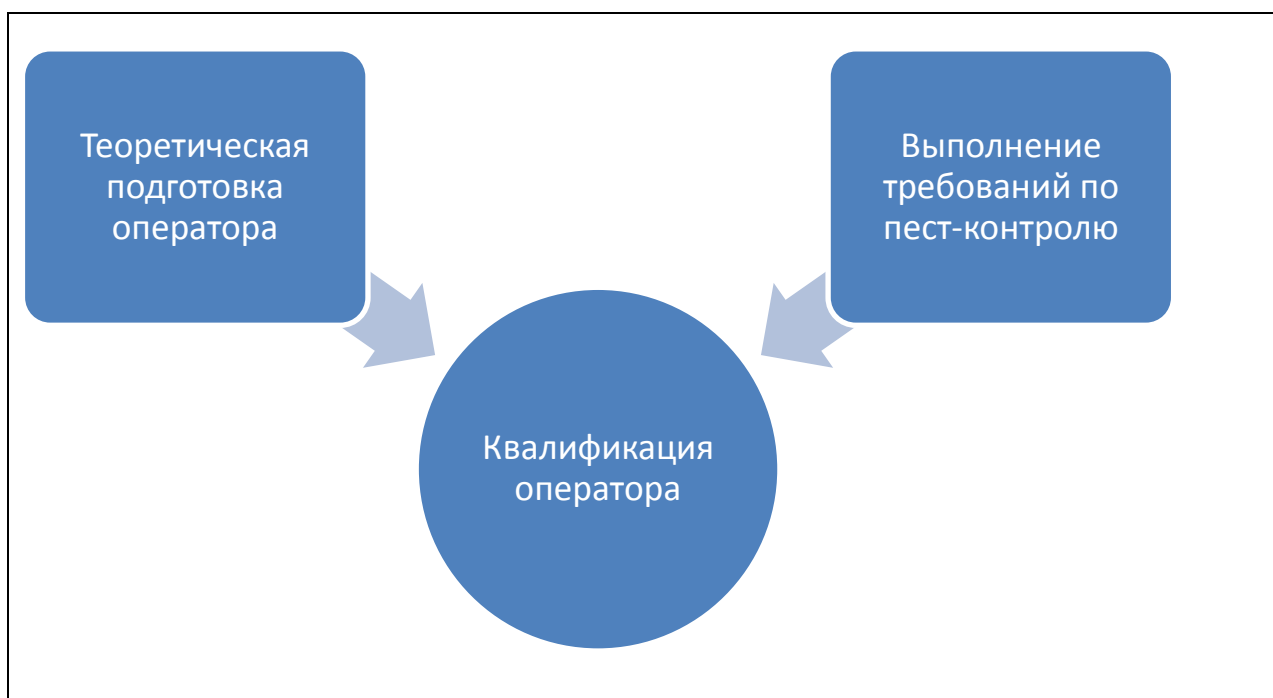 Теоретическая
подготовка
оператора
Выполнение
требований по
пест-контролю
Квалификация
оператора